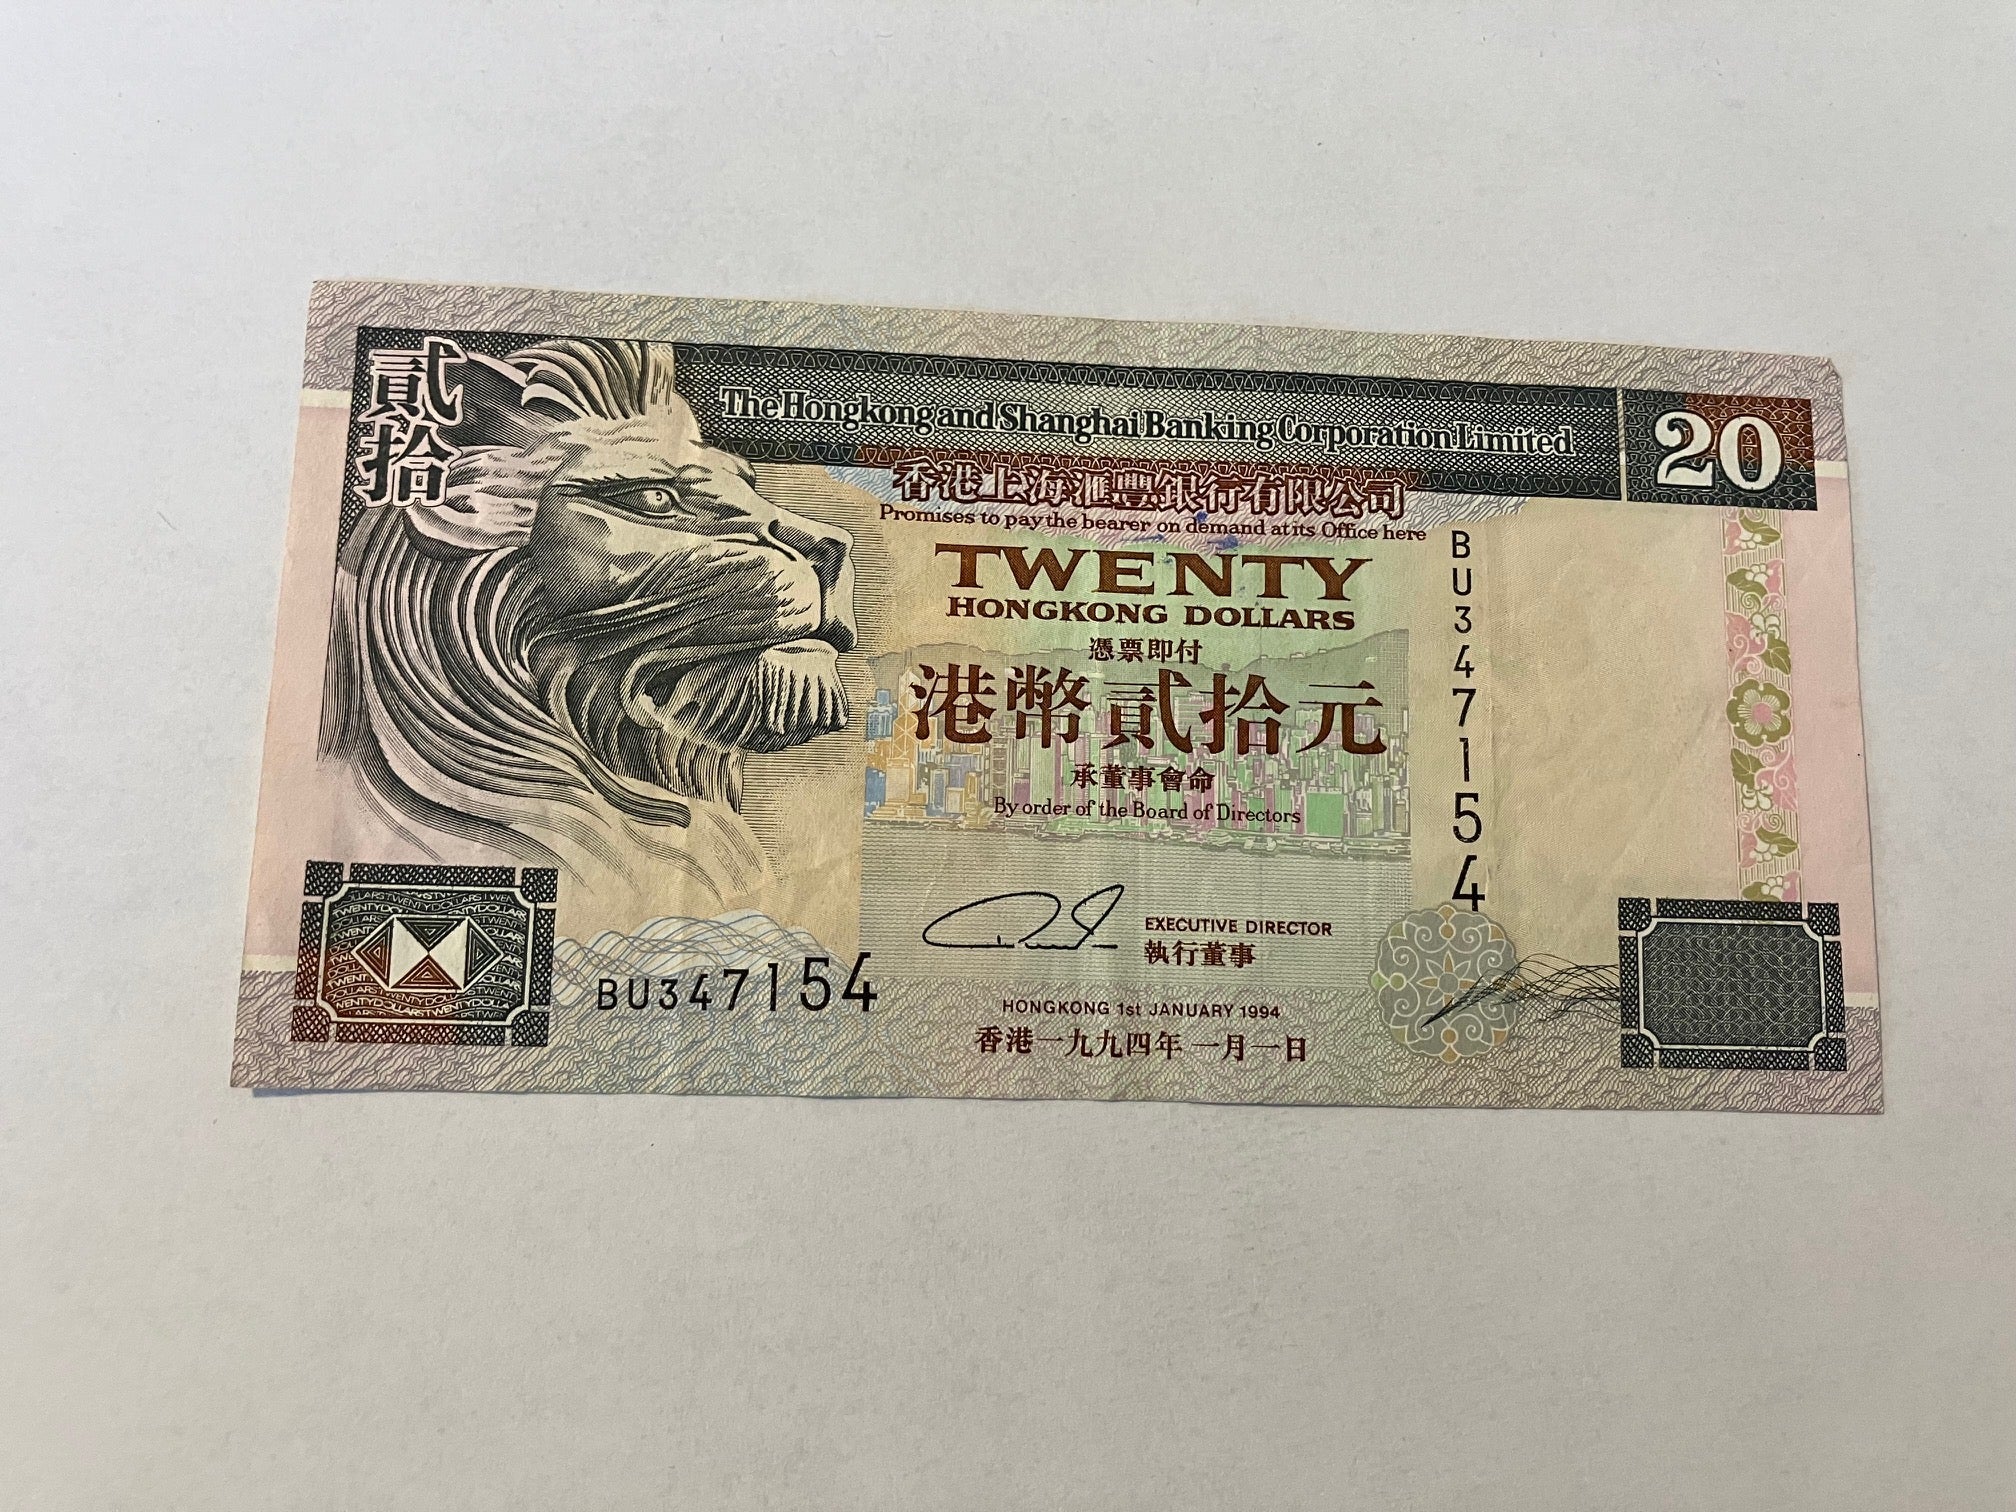 貳拾
The Hongkong and Shanghai Banking Corporation Limited
20
香港上海滙豐銀行有限公司
Promises to pay the bearer on demand at its Office here
TWENTY
HONGKONG DOLLARS
憑票即付
港幣貳拾元
承董事會命
By order of the Board of Directors
BU347154
EXECUTIVE DIRECTOR
執行董事
BU347154
HONGKONG 1st JANUARY 1994
香港一九九四年一月一日